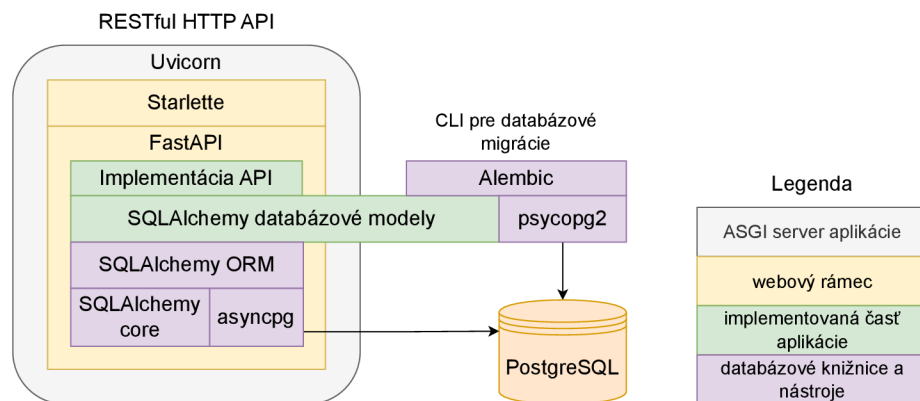 RESTful HTTP API
Uvicorn
Starlette
FastAPI
Implementácia API
SQLAlchemy databázové modely
SQLAlchemy ORM
SQLAlchemy
core
asyncpg
CLI pre databázové
migrácie
Alembic
psycopg2
PostgreSQL
Legenda
ASGI server aplikácie
webový rámec
implementovaná časť
aplikácie
databázové knižnice a
nástroje